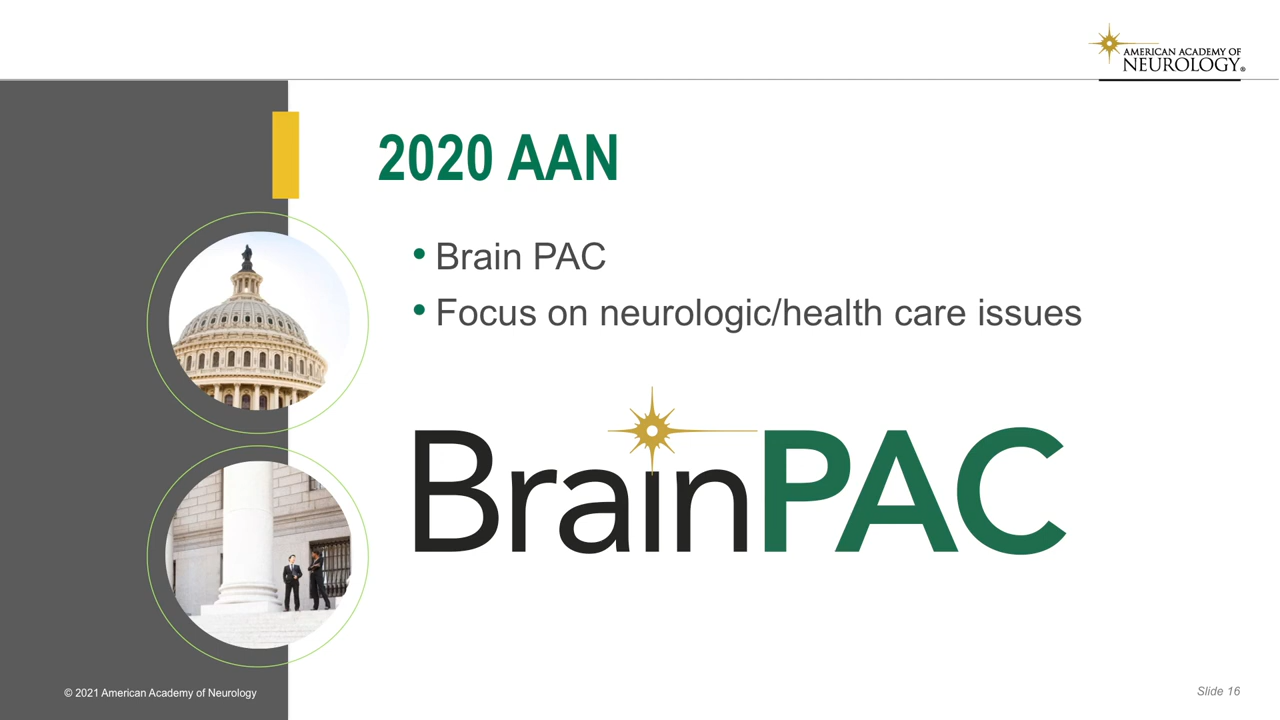 AMERICAN ACADEMY OF
NEUROLOGY®
2020 AAN
• Brain PAC
• Focus on neurologic/health care issues
BrainPAC
© 2021 American Academy of Neurology
Slide 16